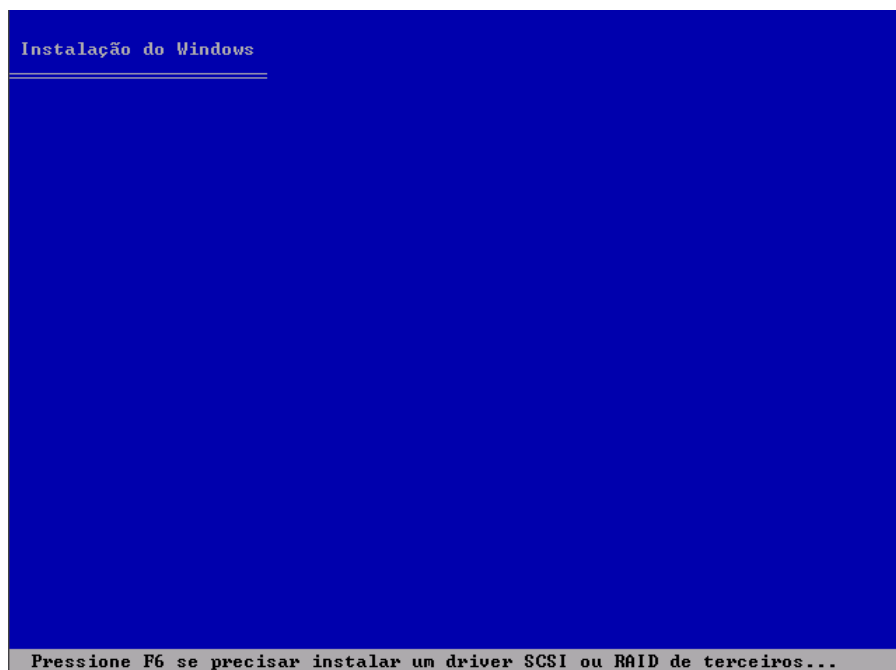 Instalação do Windows
Pressione F6 se precisar instalar um driver SCSI ou RAID de terceiros...